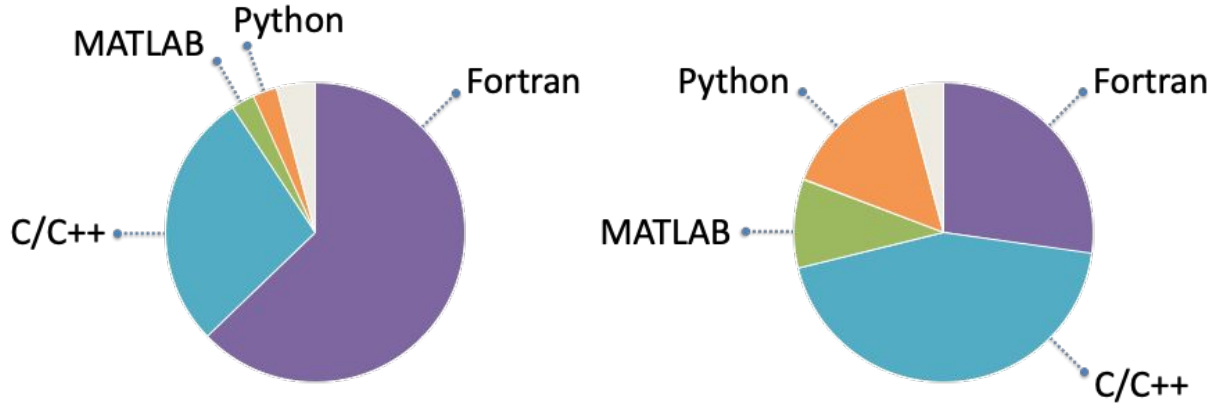 Python
MATLAB
Fortran
C/C++
Python
Fortran
MATLAB
C/C++